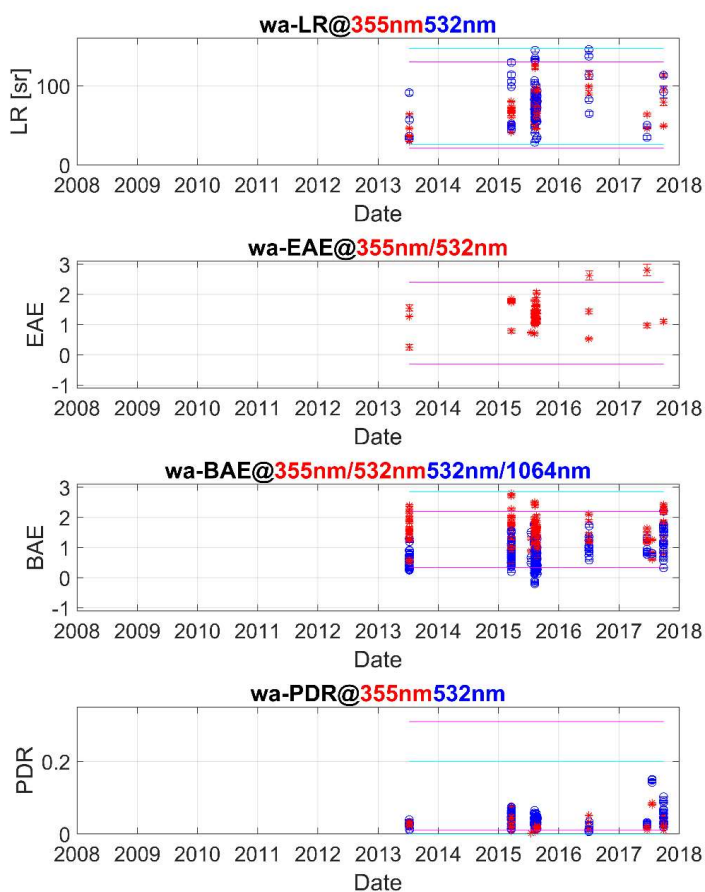 wa-LR@355nm532nm
LR [sr]
100
0
2008 2009 2010 2011 2012 2013 2014 2015 2016 2017 2018
Date
wa-EAE@355nm/532nm
EAE
3
2
1
0
-1
2008 2009 2010 2011 2012 2013 2014 2015 2016 2017 2018
Date
wa-BAE@355nm/532nm532nm/1064nm
BAE
3
2
1
0
-1
2008 2009 2010 2011 2012 2013 2014 2015 2016 2017 2018
Date
wa-PDR@355nm532nm
PDR
0.2
0
2008 2009 2010 2011 2012 2013 2014 2015 2016 2017 2018
Date